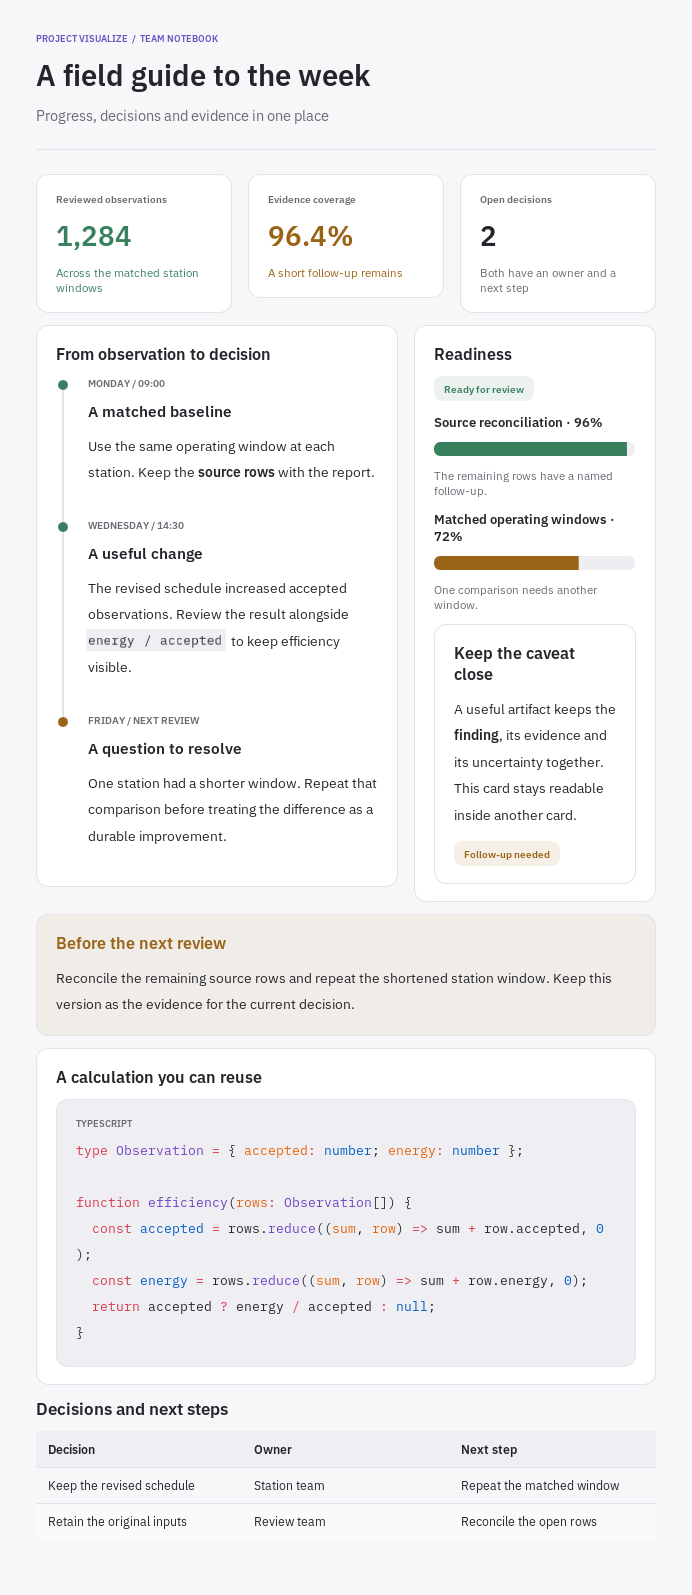 PROJECT VISUALIZE / TEAM NOTEBOOK
A field guide to the week
Progress, decisions and evidence in one place
Reviewed observations
1,284
Across the matched station
windows
Evidence coverage
96.4%
A short follow-up remains
Open decisions
2
Both have an owner and a
next step
From observation to decision
MONDAY / 09:00
A matched baseline
Use the same operating window at each
station. Keep the source rows with the report.
WEDNESDAY / 14:30
A useful change
The revised schedule increased accepted
observations. Review the result alongside
energy / accepted to keep efficiency
visible.
FRIDAY / NEXT REVIEW
A question to resolve
One station had a shorter window. Repeat that
comparison before treating the difference as a
durable improvement.
Readiness
Ready for review
Source reconciliation · 96%
The remaining rows have a named
follow-up.
Matched operating windows ·
72%
One comparison needs another
window.
Keep the caveat
close
A useful artifact keeps the
finding, its evidence and
its uncertainty together.
This card stays readable
inside another card.
Follow-up needed
Before the next review
Reconcile the remaining source rows and repeat the shortened station window. Keep this
version as the evidence for the current decision.
A calculation you can reuse
TYPESCRIPT
type Observation = { accepted: number; energy: number };
function efficiency(rows: Observation[]) {
  const accepted = rows.reduce((sum, row) => sum + row.accepted, 0
);
  const energy = rows.reduce((sum, row) => sum + row.energy, 0);
  return accepted ? energy / accepted : null;
}
Decisions and next steps
Decision Owner Next step
Keep the revised schedule Station team Repeat the matched window
Retain the original inputs Review team Reconcile the open rows